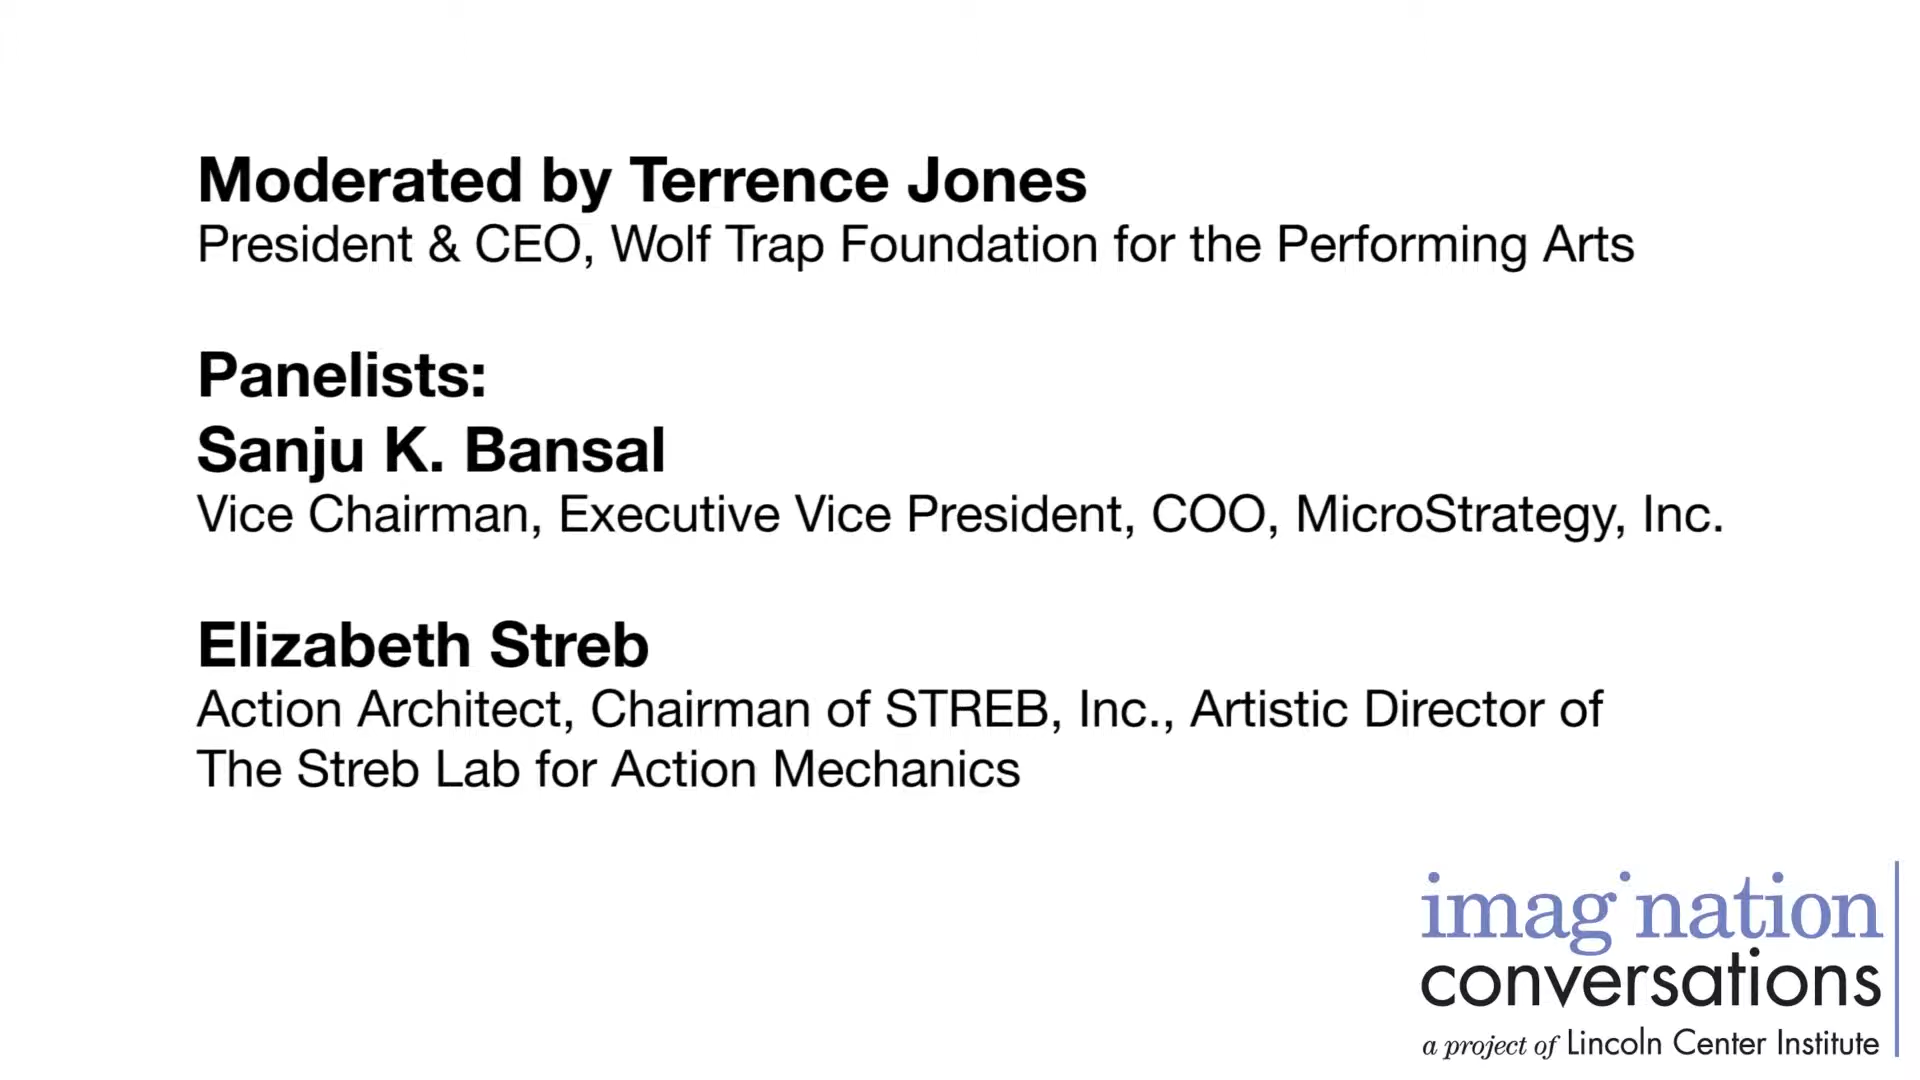 Moderated by Terrence Jones
President & CEO, Wolf Trap Foundation for the Performing Arts
Panelists:
Sanju K. Bansal
Vice Chairman, Executive Vice President, COO, MicroStrategy, Inc.
Elizabeth Streb
Action Architect, Chairman of STREB, Inc., Artistic Director of
The Streb Lab for Action Mechanics
imag·nation
conversations
a project of Lincoln Center Institute